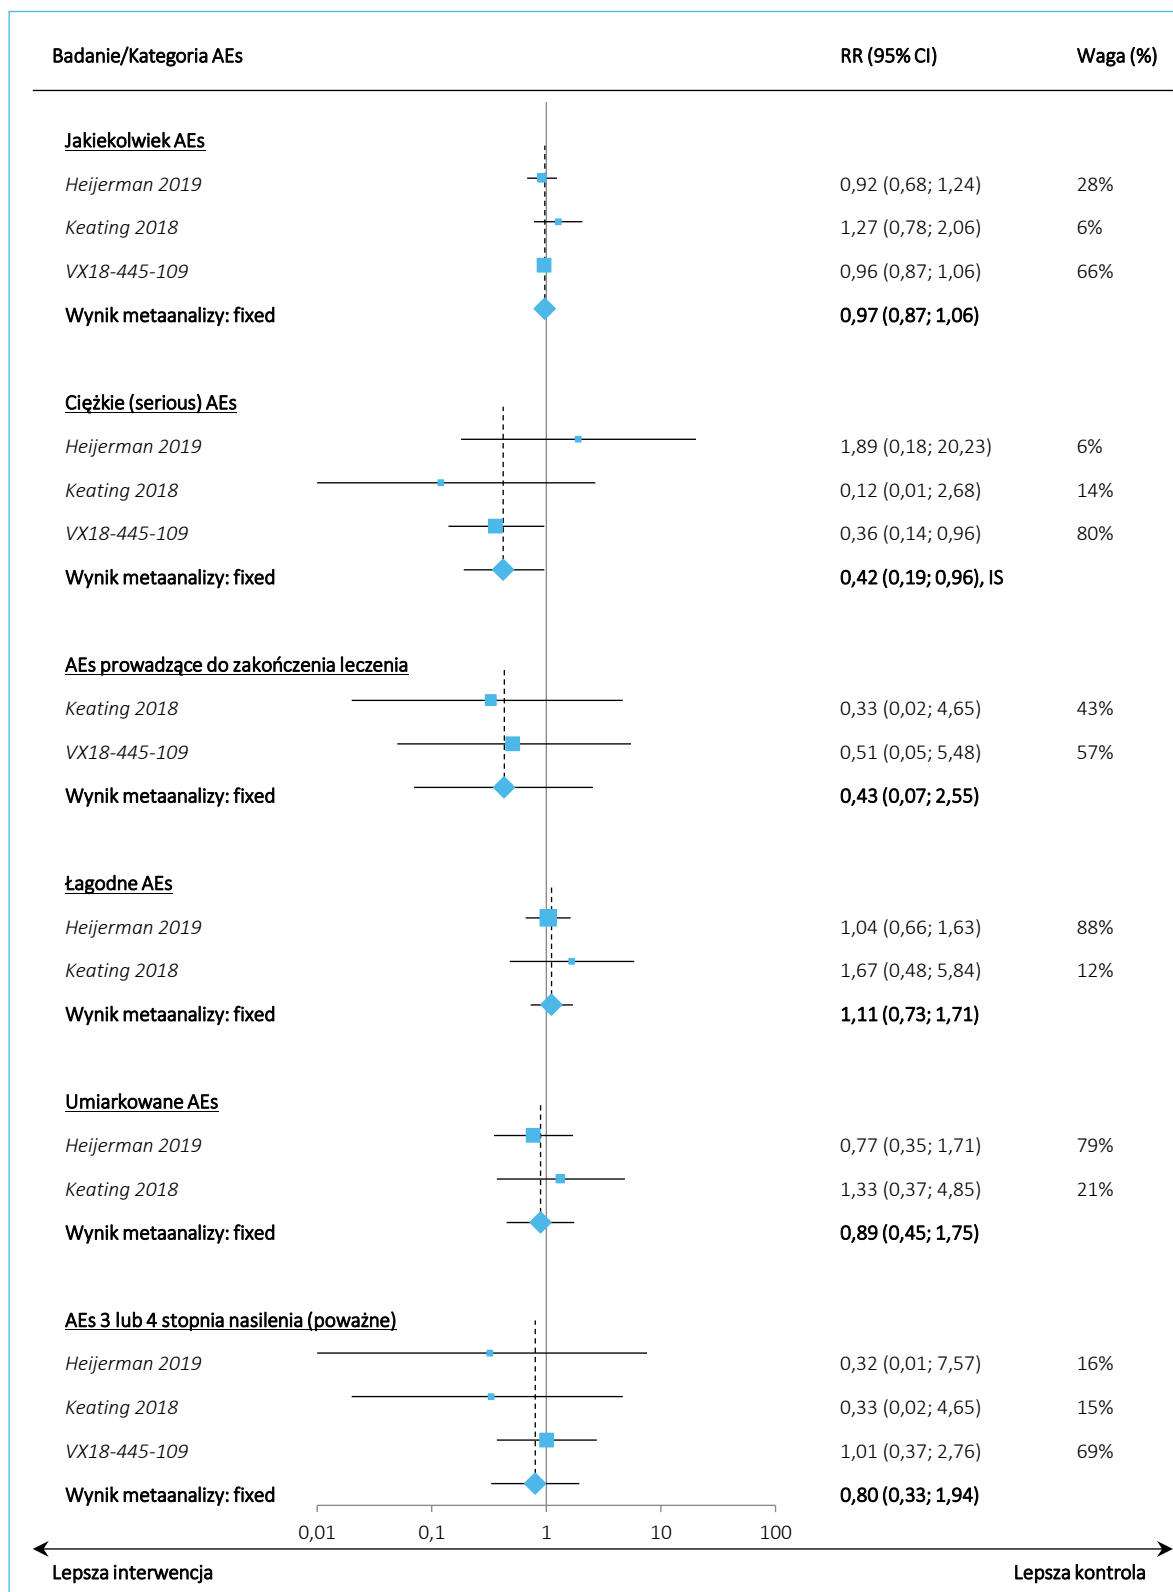 Badanie/Kategoria AEs RR (95% CI) Waga (%)
Jakiekolwiek AEs
Heijerman 2019 0,92 (0,68; 1,24) 28%
Keating 2018 1,27 (0,78; 2,06) 6%
VX18-445-109 0,96 (0,87; 1,06) 66%
Wynik metaanalizy: fixed 0,97 (0,87; 1,06)
Ciężkie (serious) AEs
Heijerman 2019 1,89 (0,18; 20,23) 6%
Keating 2018 0,12 (0,01; 2,68) 14%
VX18-445-109 0,36 (0,14; 0,96) 80%
Wynik metaanalizy: fixed 0,42 (0,19; 0,96), IS
AEs prowadzące do zakończenia leczenia
Keating 2018 0,33 (0,02; 4,65) 43%
VX18-445-109 0,51 (0,05; 5,48) 57%
Wynik metaanalizy: fixed 0,43 (0,07; 2,55)
Łagodne AEs
Heijerman 2019 1,04 (0,66; 1,63) 88%
Keating 2018 1,67 (0,48; 5,84) 12%
Wynik metaanalizy: fixed 1,11 (0,73; 1,71)
Umiarkowane AEs
Heijerman 2019 0,77 (0,35; 1,71) 79%
Keating 2018 1,33 (0,37; 4,85) 21%
Wynik metaanalizy: fixed 0,89 (0,45; 1,75)
AEs 3 lub 4 stopnia nasilenia (poważne)
Heijerman 2019 0,32 (0,01; 7,57) 16%
Keating 2018 0,33 (0,02; 4,65) 15%
VX18-445-109 1,01 (0,37; 2,76) 69%
Wynik metaanalizy: fixed 0,80 (0,33; 1,94)
0,01 0,1 1 10 100
Lepsza interwencja Lepsza kontrola